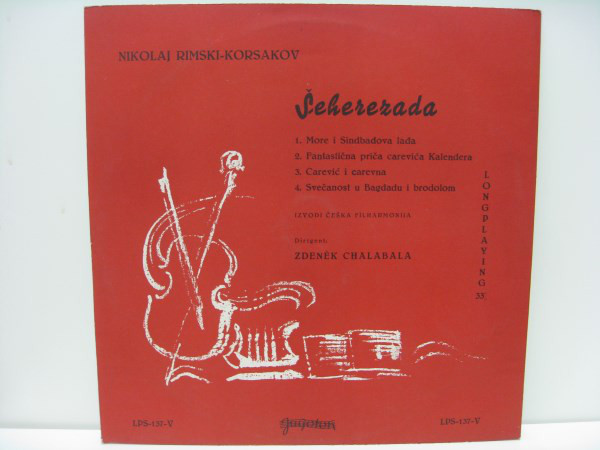 NIKOLAJ RIMSKI-KORSAKOV
Šeherezada
1. More i Sindbadova lađa
2. Fantastična priča carevića Kalendera
3. Carević i carevna
4. Svečanost u Bagdadu i brodolom
IZVODI ČEŠKA FILHARMONIJA
Dirigent:
ZDENĚK CHALABALA
LONGPLAYING 33
LPS-137-V
Jugoton
LPS-137-V